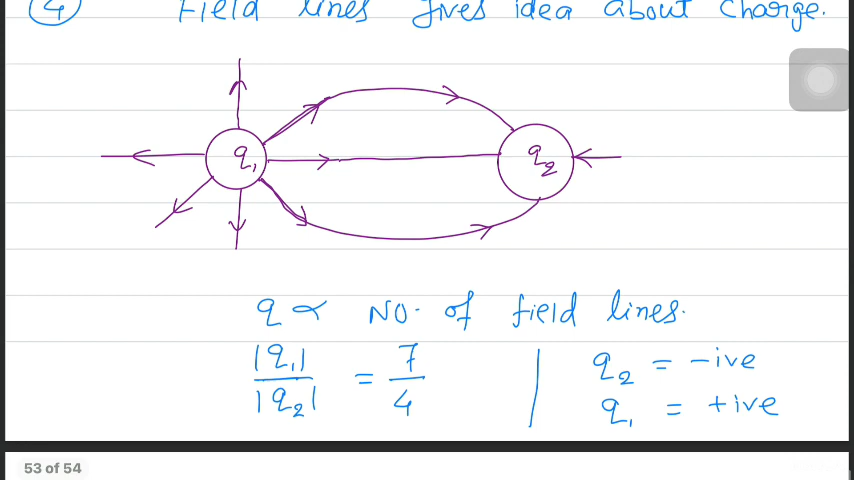 ④ Field lines gives idea about charge.
q₁ q₂
q ∝ No. of field lines.
|q₁| / |q₂| = 7 / 4
q₂ = -ive
q₁ = +ive
53 of 54